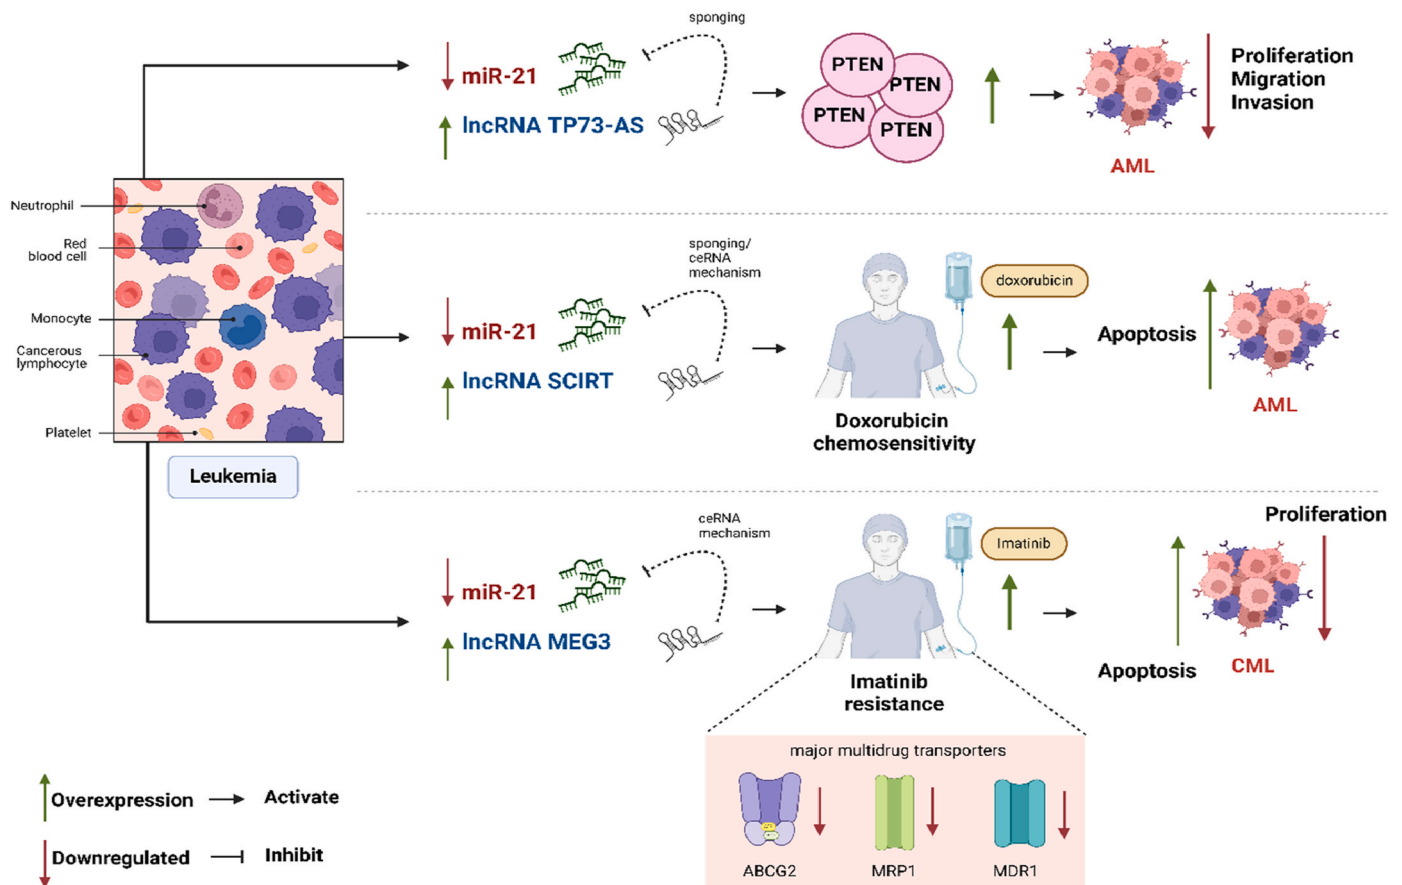 sponging
miR-21
lncRNA TP73-AS
PTEN
PTEN
PTEN
PTEN
AML
Proliferation
Migration
Invasion
Neutrophil
Red
blood cell
Monocyte
Cancerous
lymphocyte
Platelet
Leukemia
sponging/
ceRNA
mechanism
miR-21
lncRNA SCIRT
doxorubicin
Doxorubicin
chemosensitivity
Apoptosis
AML
ceRNA
mechanism
miR-21
lncRNA MEG3
Imatinib
Imatinib
resistance
Apoptosis
Proliferation
CML
major multidrug transporters
ABCG2
MRP1
MDR1
Overexpression
Activate
Downregulated
Inhibit